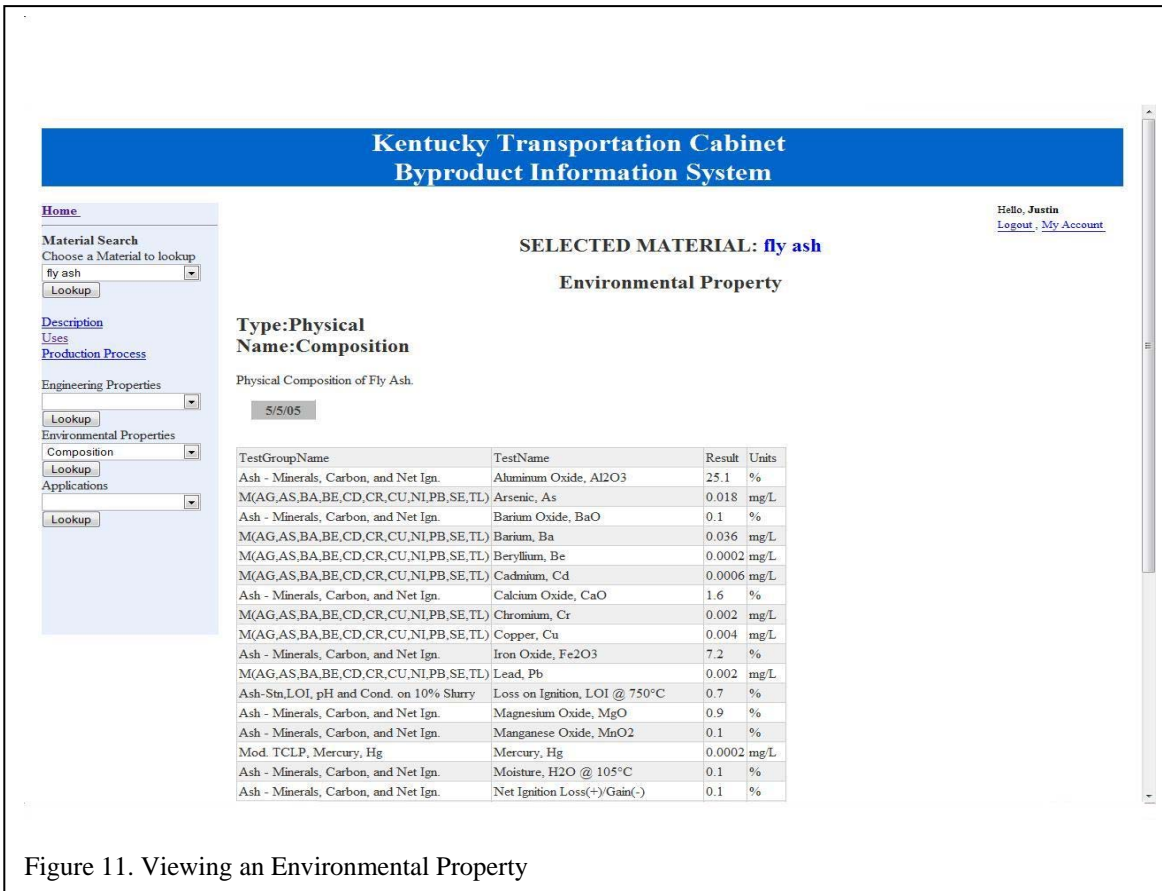 Kentucky Transportation Cabinet
Byproduct Information System
Home
Hello, Justin
Logout , My Account
Material Search
Choose a Material to lookup
fly ash
Lookup
Description
Uses
Production Process
Engineering Properties
Lookup
Environmental Properties
Composition
Lookup
Applications
Lookup
SELECTED MATERIAL: fly ash
Environmental Property
Type:Physical
Name:Composition
Physical Composition of Fly Ash.
5/5/05
TestGroupName TestName Result Units
Ash - Minerals, Carbon, and Net Ign. Aluminum Oxide, Al2O3 25.1 %
M(AG,AS,BA,BE,CD,CR,CU,NI,PB,SE,TL) Arsenic, As 0.018 mg/L
Ash - Minerals, Carbon, and Net Ign. Barium Oxide, BaO 0.1 %
M(AG,AS,BA,BE,CD,CR,CU,NI,PB,SE,TL) Barium, Ba 0.036 mg/L
M(AG,AS,BA,BE,CD,CR,CU,NI,PB,SE,TL) Beryllium, Be 0.0002 mg/L
M(AG,AS,BA,BE,CD,CR,CU,NI,PB,SE,TL) Cadmium, Cd 0.0006 mg/L
Ash - Minerals, Carbon, and Net Ign. Calcium Oxide, CaO 1.6 %
M(AG,AS,BA,BE,CD,CR,CU,NI,PB,SE,TL) Chromium, Cr 0.002 mg/L
M(AG,AS,BA,BE,CD,CR,CU,NI,PB,SE,TL) Copper, Cu 0.004 mg/L
Ash - Minerals, Carbon, and Net Ign. Iron Oxide, Fe2O3 7.2 %
M(AG,AS,BA,BE,CD,CR,CU,NI,PB,SE,TL) Lead, Pb 0.002 mg/L
Ash-Stn,LOI, pH and Cond. on 10% Slurry Loss on Ignition, LOI @ 750°C 0.7 %
Ash - Minerals, Carbon, and Net Ign. Magnesium Oxide, MgO 0.9 %
Ash - Minerals, Carbon, and Net Ign. Manganese Oxide, MnO2 0.1 %
Mod. TCLP, Mercury, Hg Mercury, Hg 0.0002 mg/L
Ash - Minerals, Carbon, and Net Ign. Moisture, H2O @ 105°C 0.1 %
Ash - Minerals, Carbon, and Net Ign. Net Ignition Loss(+)/Gain(-) 0.1 %
Figure 11. Viewing an Environmental Property